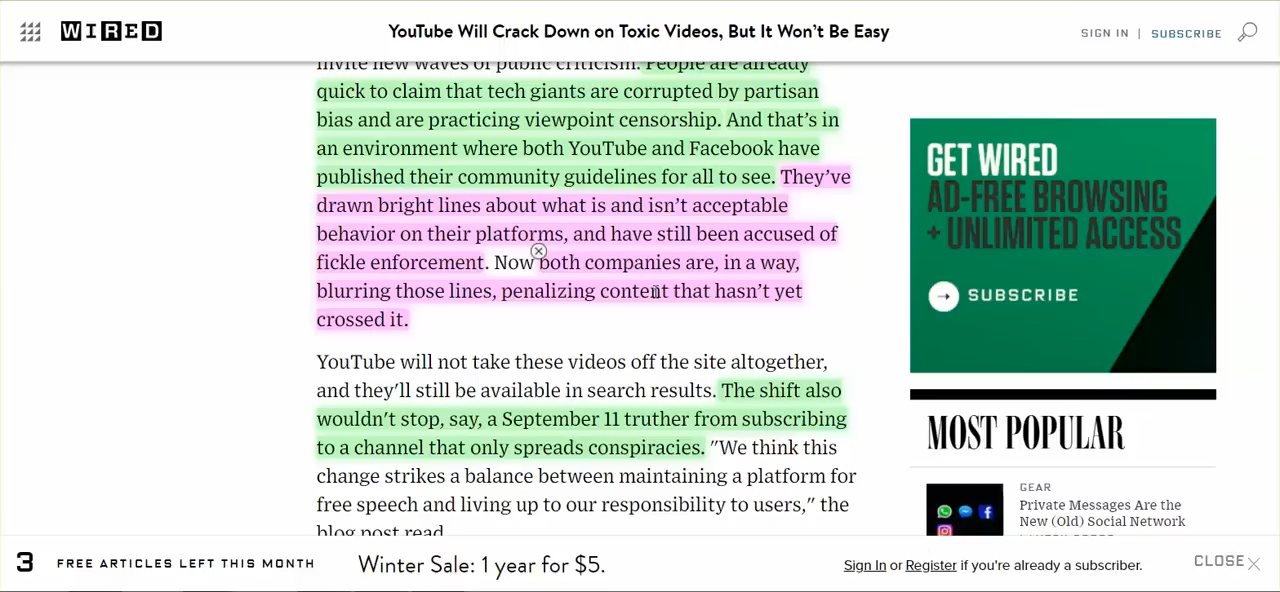 WIRED
YouTube Will Crack Down on Toxic Videos, But It Won't Be Easy
SIGN IN | SUBSCRIBE
invite new waves of public criticism. People are already
quick to claim that tech giants are corrupted by partisan
bias and are practicing viewpoint censorship. And that's in
an environment where both YouTube and Facebook have
published their community guidelines for all to see. They've
drawn bright lines about what is and isn't acceptable
behavior on their platforms, and have still been accused of
fickle enforcement. Now both companies are, in a way,
blurring those lines, penalizing content that hasn't yet
crossed it.
YouTube will not take these videos off the site altogether,
and they'll still be available in search results. The shift also
wouldn't stop, say, a September 11 truther from subscribing
to a channel that only spreads conspiracies. "We think this
change strikes a balance between maintaining a platform for
free speech and living up to our responsibility to users," the
blog post read.
GET WIRED
AD-FREE BROWSING
+ UNLIMITED ACCESS
SUBSCRIBE
MOST POPULAR
GEAR
Private Messages Are the
New (Old) Social Network
3 FREE ARTICLES LEFT THIS MONTH
Winter Sale: 1 year for $5.
Sign In or Register if you're already a subscriber.
CLOSE